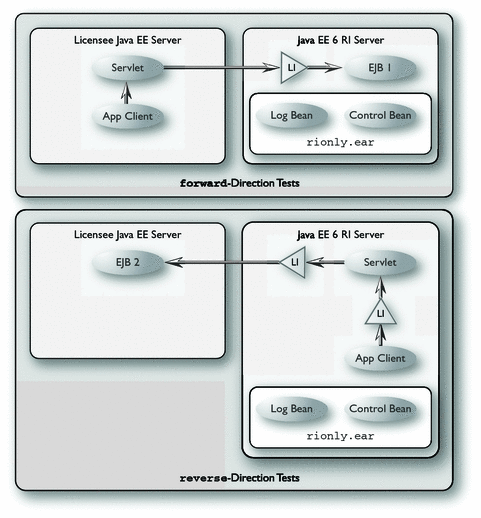 Licensee Java EE Server
Java EE 6 RI Server
Servlet
LI
EJB 1
App Client
Log Bean
Control Bean
rionly.ear
forward-Direction Tests
Licensee Java EE Server
Java EE 6 RI Server
EJB 2
LI
Servlet
LI
App Client
Log Bean
Control Bean
rionly.ear
reverse-Direction Tests